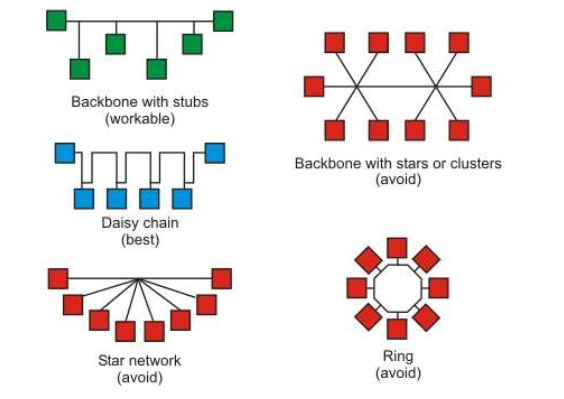 Backbone with stubs
(workable)
Backbone with stars or clusters
(avoid)
Daisy chain
(best)
Star network
(avoid)
Ring
(avoid)